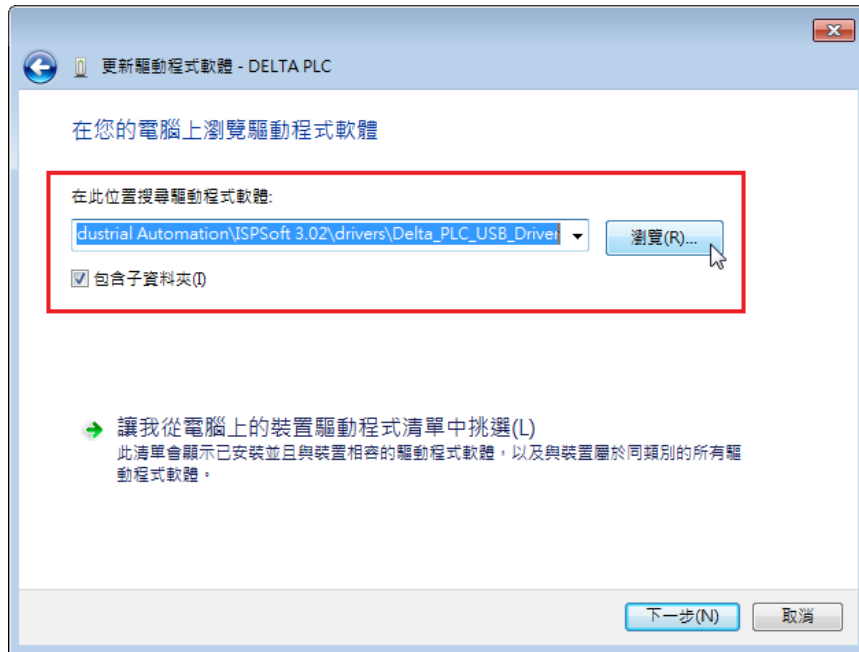 更新驅動程式軟體 - DELTA PLC
在您的電腦上瀏覽驅動程式軟體
在此位置搜尋驅動程式軟體:
dustrial Automation\ISPSoft 3.02\drivers\Delta_PLC_USB_Driver
瀏覽(R)...
包含子資料夾(I)
讓我從電腦上的裝置驅動程式清單中挑選(L)
此清單會顯示已安裝並且與裝置相容的驅動程式軟體，以及與裝置屬於同類別的所有驅
動程式軟體。
下一步(N)
取消